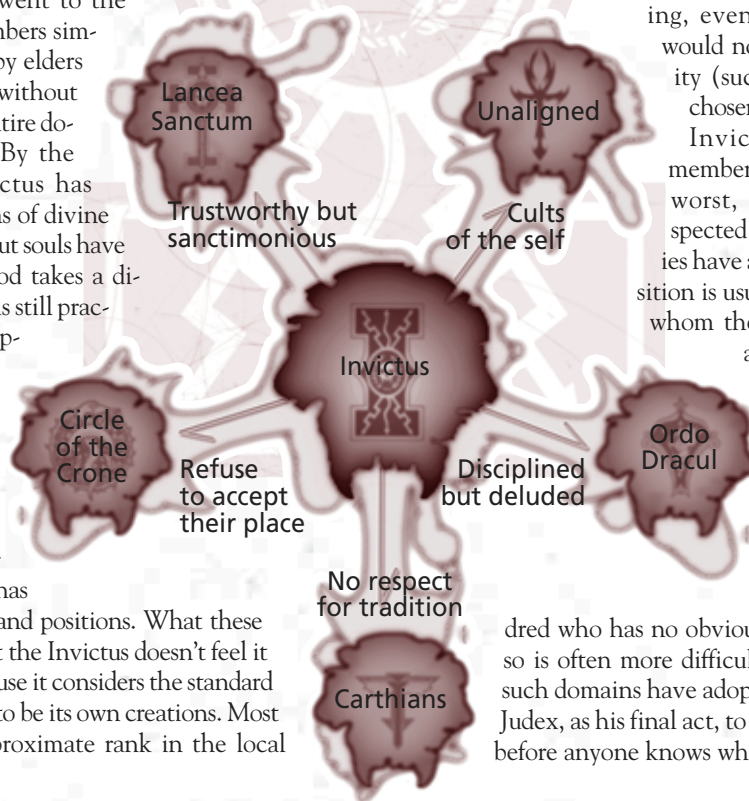 went to the
mbers sim-
by elders
without
tire do-
By the
ctus has
ns of divine
ut souls have
od takes a di-
s still prac-
p-
has
and positions. What these
t the Invictus doesn't feel it
use it considers the standard
to be its own creations. Most
proximate rank in the local
Lancea
Sanctum
Unaligned
Trustworthy but
sanctimonious
Cults
of the self
Invictus
Circle
of the
Crone
Ordo
Dracul
Refuse
to accept
their place
Disciplined
but deluded
No respect
for tradition
Carthians
ing, even
would no
ity (suc
chosen
Invic
member
worst,
spected
ies have a
sition is usu
whom the
a
dred who has no obviou
so is often more difficul
such domains have adop
Judex, as his final act, to
before anyone knows wh